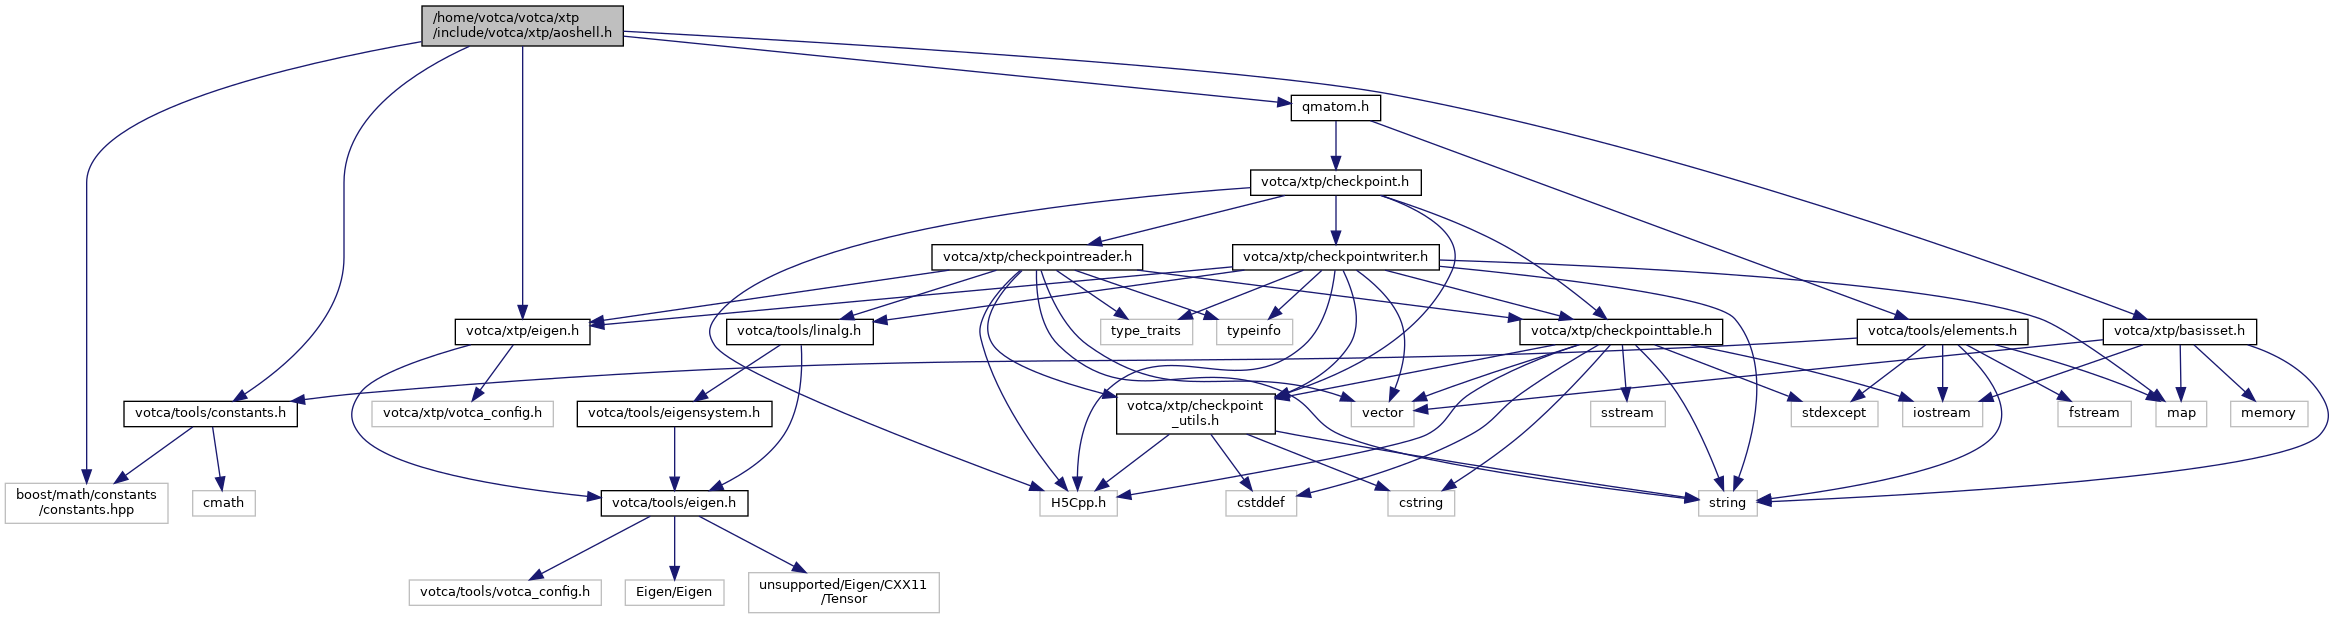 /home/votca/votca/xtp
/include/votca/xtp/aoshell.h
qmatom.h
votca/xtp/checkpoint.h
votca/xtp/checkpointreader.h
votca/xtp/checkpointwriter.h
votca/xtp/eigen.h
votca/tools/linalg.h
type_traits
typeinfo
votca/xtp/checkpointtable.h
votca/tools/elements.h
votca/xtp/basisset.h
votca/tools/constants.h
votca/xtp/votca_config.h
votca/tools/eigensystem.h
votca/xtp/checkpoint
_utils.h
vector
sstream
stdexcept
iostream
fstream
map
memory
boost/math/constants
/constants.hpp
cmath
votca/tools/eigen.h
H5Cpp.h
cstddef
cstring
string
votca/tools/votca_config.h
Eigen/Eigen
unsupported/Eigen/CXX11
/Tensor